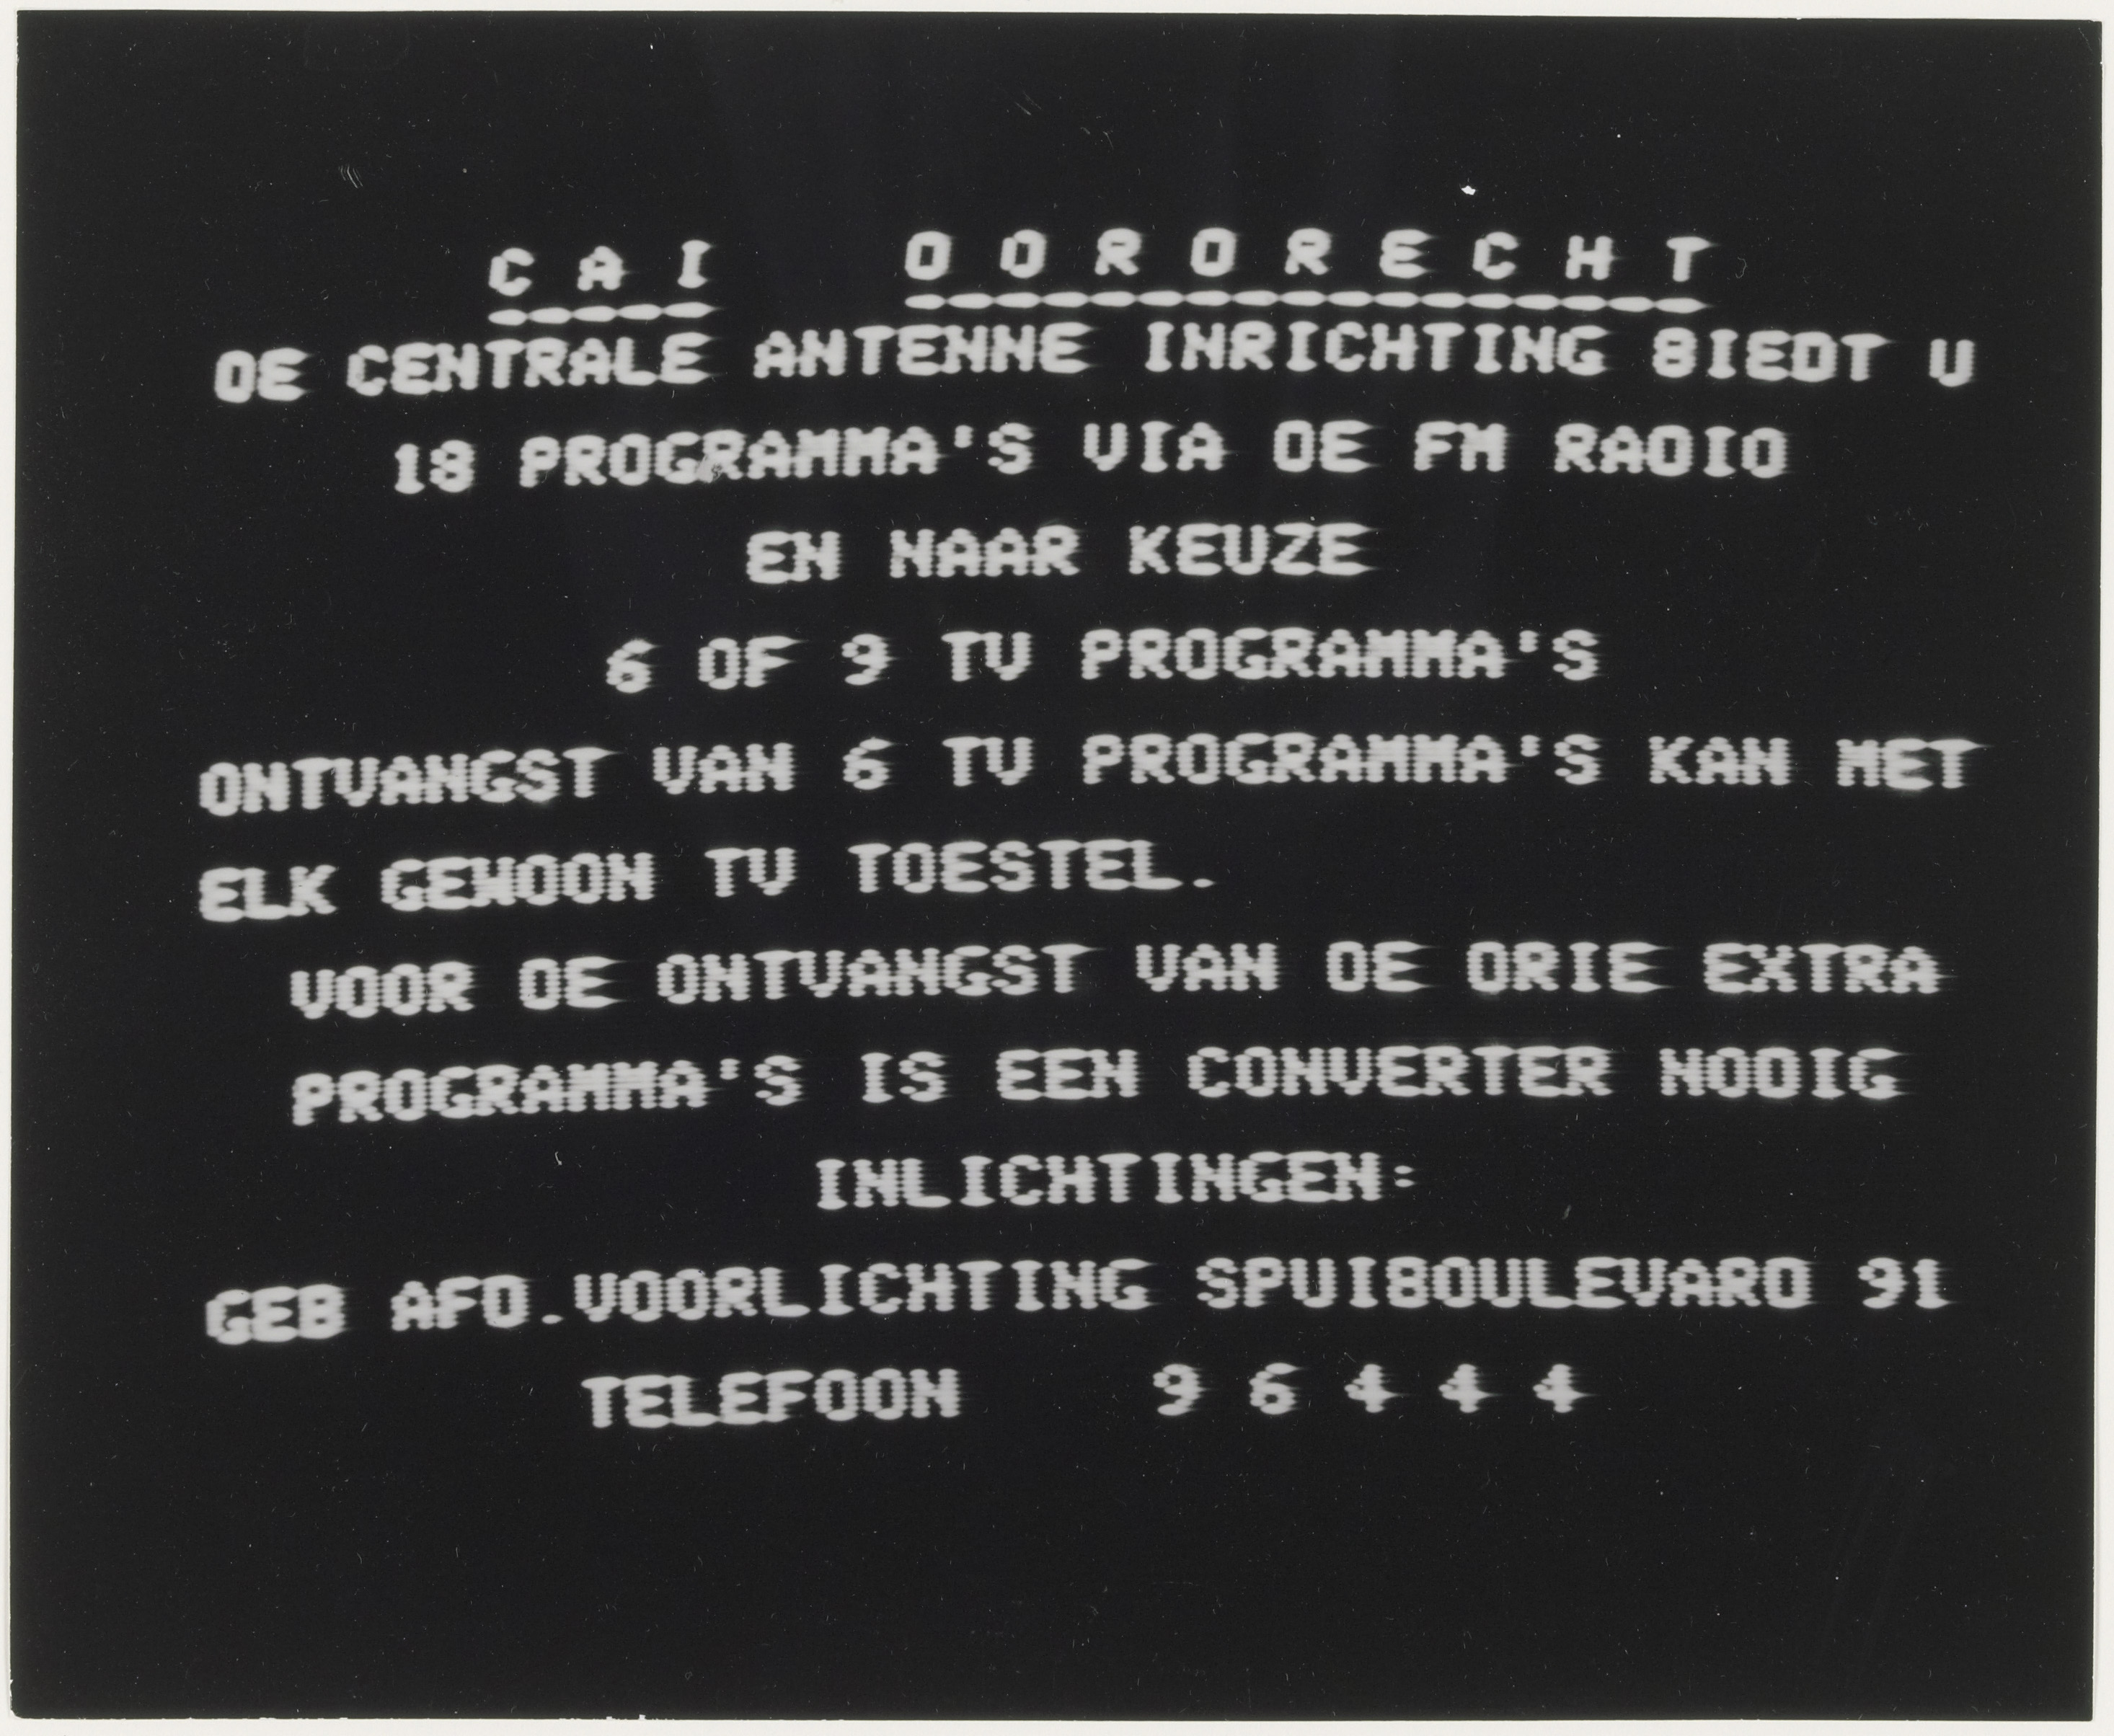 C A I   D O R D R E C H T
DE CENTRALE ANTENNE INRICHTING BIEDT U
18 PROGRAMMA'S VIA DE FM RADIO
EN NAAR KEUZE
6 OF 9 TV PROGRAMMA'S
ONTVANGST VAN 6 TV PROGRAMMA'S KAN MET
ELK GEWOON TV TOESTEL.
VOOR DE ONTVANGST VAN DE DRIE EXTRA
PROGRAMMA'S IS EEN CONVERTER NODIG
INLICHTINGEN:
GEB AFD.VOORLICHTING SPUIBOULEVARD 91
TELEFOON   9 6 4 4 4